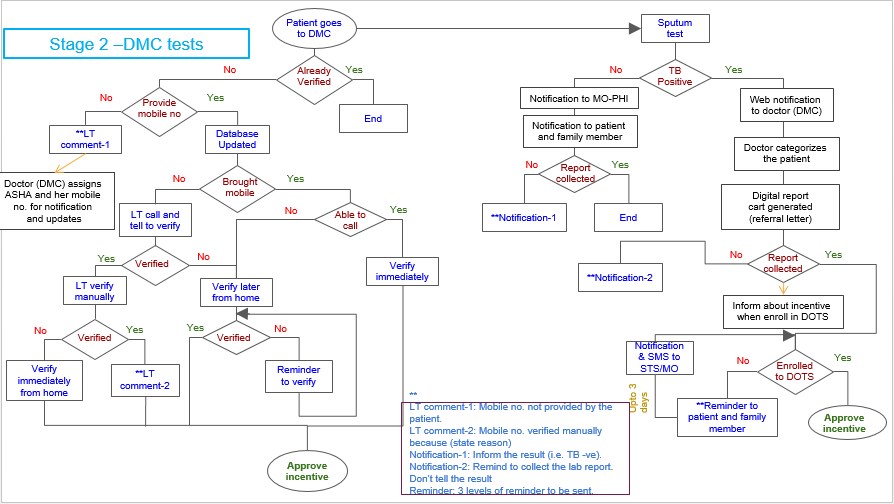 Stage 2 –DMC tests
Patient goes
to DMC
Sputum
test
Already
Verified
No
Yes
End
Provide
mobile no
No
Yes
**LT
comment-1
Database
Updated
Doctor (DMC) assigns
ASHA and her mobile
no. for notification
and updates
Brought
mobile
No
Yes
LT call and
tell to verify
Able to
call
No
Yes
Verified
Yes
No
LT verify
manually
Verify later
from home
Verify
immediately
Verified
No
Yes
Verified
Yes
No
Verify
immediately
from home
**LT
comment-2
Reminder
to verify
Approve
incentive
TB
Positive
No
Yes
Notification to MO-PHI
Notification to patient
and family member
Report
collected
No
Yes
**Notification-1
End
Web notification
to doctor (DMC)
Doctor categorizes
the patient
Digital report
cart generated
(referral letter)
Report
collected
No
Yes
**Notification-2
Inform about incentive
when enroll in DOTS
Notification
& SMS to
STS/MO
Enrolled
to DOTS
No
Yes
Upto 3
days
**Reminder to
patient and family
member
Approve
incentive
**
LT comment-1: Mobile no. not provided by the
patient.
LT comment-2: Mobile no. verified manually
because (state reason)
Notification-1: Inform the result (i.e. TB -ve).
Notification-2: Remind to collect the lab report.
Don't tell the result
Reminder: 3 levels of reminder to be sent.